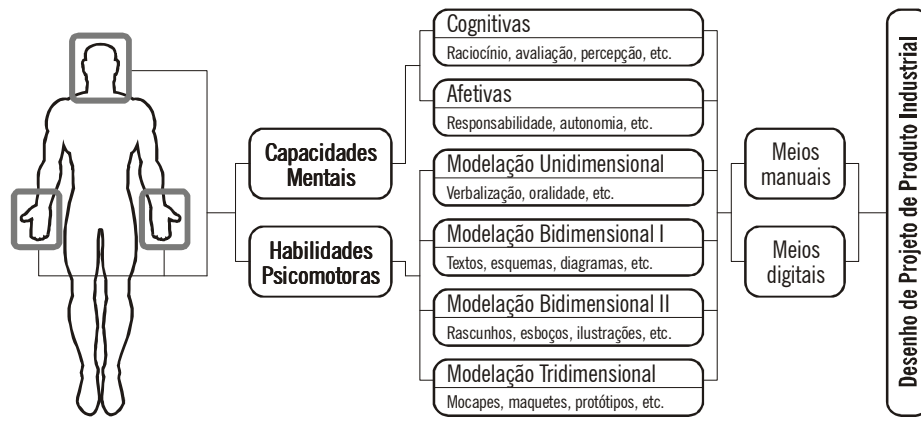 Capacidades
Mentais
Habilidades
Psicomotoras
Cognitivas
Raciocínio, avaliação, percepção, etc.
Afetivas
Responsabilidade, autonomia, etc.
Modelação Unidimensional
Verbalização, oralidade, etc.
Modelação Bidimensional I
Textos, esquemas, diagramas, etc.
Modelação Bidimensional II
Rascunhos, esboços, ilustrações, etc.
Modelação Tridimensional
Mocapes, maquetes, protótipos, etc.
Meios
manuais
Meios
digitais
Desenho de Projeto de Produto Industrial